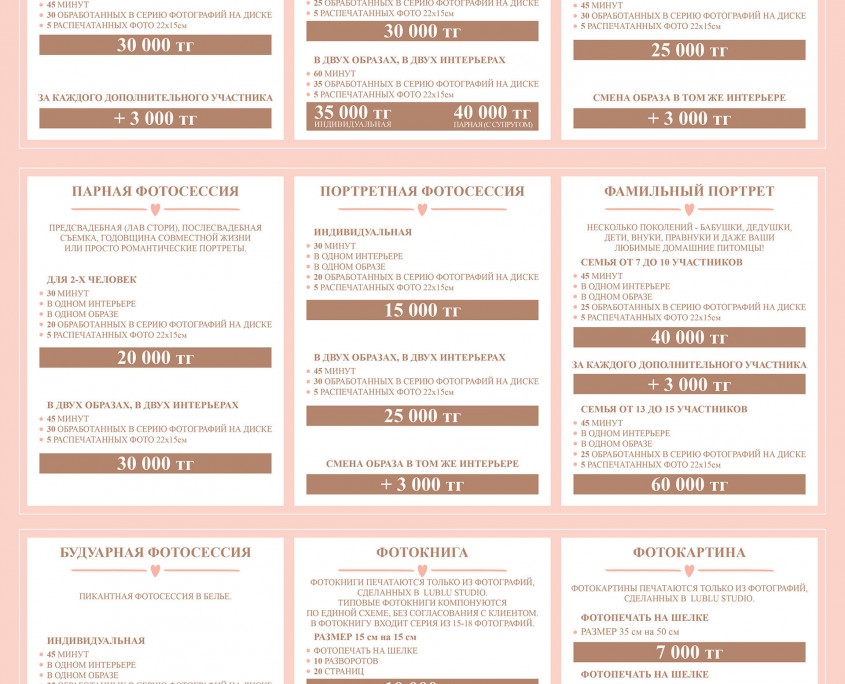 45 МИНУТ
30 ОБРАБОТАННЫХ В СЕРИЮ ФОТОГРАФИЙ НА ДИСКЕ
5 РАСПЕЧАТАННЫХ ФОТО 22х15см
30 000 тг
ЗА КАЖДОГО ДОПОЛНИТЕЛЬНОГО УЧАСТНИКА
+ 3 000 тг
25 ОБРАБОТАННЫХ В СЕРИЮ ФОТОГРАФИЙ НА ДИСКЕ
5 РАСПЕЧАТАННЫХ ФОТО 22х15см
30 000 тг
В ДВУХ ОБРАЗАХ, В ДВУХ ИНТЕРЬЕРАХ
60 МИНУТ
35 ОБРАБОТАННЫХ В СЕРИЮ ФОТОГРАФИЙ НА ДИСКЕ
5 РАСПЕЧАТАННЫХ ФОТО 22х15см
35 000 тг 40 000 тг
ИНДИВИДУАЛЬНАЯ ПАРНАЯ (С СУПРУГОМ)
45 МИНУТ
30 ОБРАБОТАННЫХ В СЕРИЮ ФОТОГРАФИЙ НА ДИСКЕ
5 РАСПЕЧАТАННЫХ ФОТО 22х15см
25 000 тг
СМЕНА ОБРАЗА В ТОМ ЖЕ ИНТЕРЬЕРЕ
+ 3 000 тг
ПАРНАЯ ФОТОСЕССИЯ
ПРЕДСВАДЕБНАЯ (ЛАВ СТОРИ), ПОСЛЕСВАДЕБНАЯ
СЪЕМКА, ГОДОВЩИНА СОВМЕСТНОЙ ЖИЗНИ
ИЛИ ПРОСТО РОМАНТИЧЕСКИЕ ПОРТРЕТЫ.
ДЛЯ 2-Х ЧЕЛОВЕК
30 МИНУТ
В ОДНОМ ИНТЕРЬЕРЕ
В ОДНОМ ОБРАЗЕ
20 ОБРАБОТАННЫХ В СЕРИЮ ФОТОГРАФИЙ НА ДИСКЕ
5 РАСПЕЧАТАННЫХ ФОТО 22х15см
20 000 тг
В ДВУХ ОБРАЗАХ, В ДВУХ ИНТЕРЬЕРАХ
45 МИНУТ
30 ОБРАБОТАННЫХ В СЕРИЮ ФОТОГРАФИЙ НА ДИСКЕ
5 РАСПЕЧАТАННЫХ ФОТО 22х15см
30 000 тг
ПОРТРЕТНАЯ ФОТОСЕССИЯ
ИНДИВИДУАЛЬНАЯ
30 МИНУТ
В ОДНОМ ИНТЕРЬЕРЕ
В ОДНОМ ОБРАЗЕ
20 ОБРАБОТАННЫХ В СЕРИЮ ФОТОГРАФИЙ НА ДИСКЕ
5 РАСПЕЧАТАННЫХ ФОТО 22х15см
15 000 тг
В ДВУХ ОБРАЗАХ, В ДВУХ ИНТЕРЬЕРАХ
45 МИНУТ
30 ОБРАБОТАННЫХ В СЕРИЮ ФОТОГРАФИЙ НА ДИСКЕ
5 РАСПЕЧАТАННЫХ ФОТО 22х15см
25 000 тг
СМЕНА ОБРАЗА В ТОМ ЖЕ ИНТЕРЬЕРЕ
+ 3 000 тг
ФАМИЛЬНЫЙ ПОРТРЕТ
НЕСКОЛЬКО ПОКОЛЕНИЙ - БАБУШКИ, ДЕДУШКИ,
ДЕТИ, ВНУКИ, ПРАВНУКИ И ДАЖЕ ВАШИ
ЛЮБИМЫЕ ДОМАШНИЕ ПИТОМЦЫ!
СЕМЬЯ ОТ 7 ДО 10 УЧАСТНИКОВ
45 МИНУТ
В ОДНОМ ИНТЕРЬЕРЕ
В ОДНОМ ОБРАЗЕ
25 ОБРАБОТАННЫХ В СЕРИЮ ФОТОГРАФИЙ НА ДИСКЕ
5 РАСПЕЧАТАННЫХ ФОТО 22х15см
40 000 тг
ЗА КАЖДОГО ДОПОЛНИТЕЛЬНОГО УЧАСТНИКА
+ 3 000 тг
СЕМЬЯ ОТ 13 ДО 15 УЧАСТНИКОВ
45 МИНУТ
В ОДНОМ ИНТЕРЬЕРЕ
В ОДНОМ ОБРАЗЕ
25 ОБРАБОТАННЫХ В СЕРИЮ ФОТОГРАФИЙ НА ДИСКЕ
5 РАСПЕЧАТАННЫХ ФОТО 22х15см
60 000 тг
БУДУАРНАЯ ФОТОСЕССИЯ
ПИКАНТНАЯ ФОТОСЕССИЯ В БЕЛЬЕ.
ИНДИВИДУАЛЬНАЯ
45 МИНУТ
В ОДНОМ ИНТЕРЬЕРЕ
В ОДНОМ ОБРАЗЕ
ФОТОКНИГА
ФОТОКНИГИ ПЕЧАТАЮТСЯ ТОЛЬКО ИЗ ФОТОГРАФИЙ,
СДЕЛАННЫХ В LUBLU STUDIO.
ТИПОВЫЕ ФОТОКНИГИ КОМПОНУЮТСЯ
ПО ЕДИНОЙ СХЕМЕ, БЕЗ СОГЛАСОВАНИЯ С КЛИЕНТОМ.
В ФОТОКНИГУ ВХОДИТ СЕРИЯ ИЗ 15-18 ФОТОГРАФИЙ.
РАЗМЕР 15 см на 15 см
ФОТОПЕЧАТЬ НА ШЕЛКЕ
10 РАЗВОРОТОВ
20 СТРАНИЦ
ФОТОКАРТИНА
ФОТОКАРТИНЫ ПЕЧАТАЮТСЯ ТОЛЬКО ИЗ ФОТОГРАФИЙ,
СДЕЛАННЫХ В LUBLU STUDIO.
ФОТОПЕЧАТЬ НА ШЕЛКЕ
РАЗМЕР 35 см на 50 см
7 000 тг
ФОТОПЕЧАТЬ НА ШЕЛКЕ